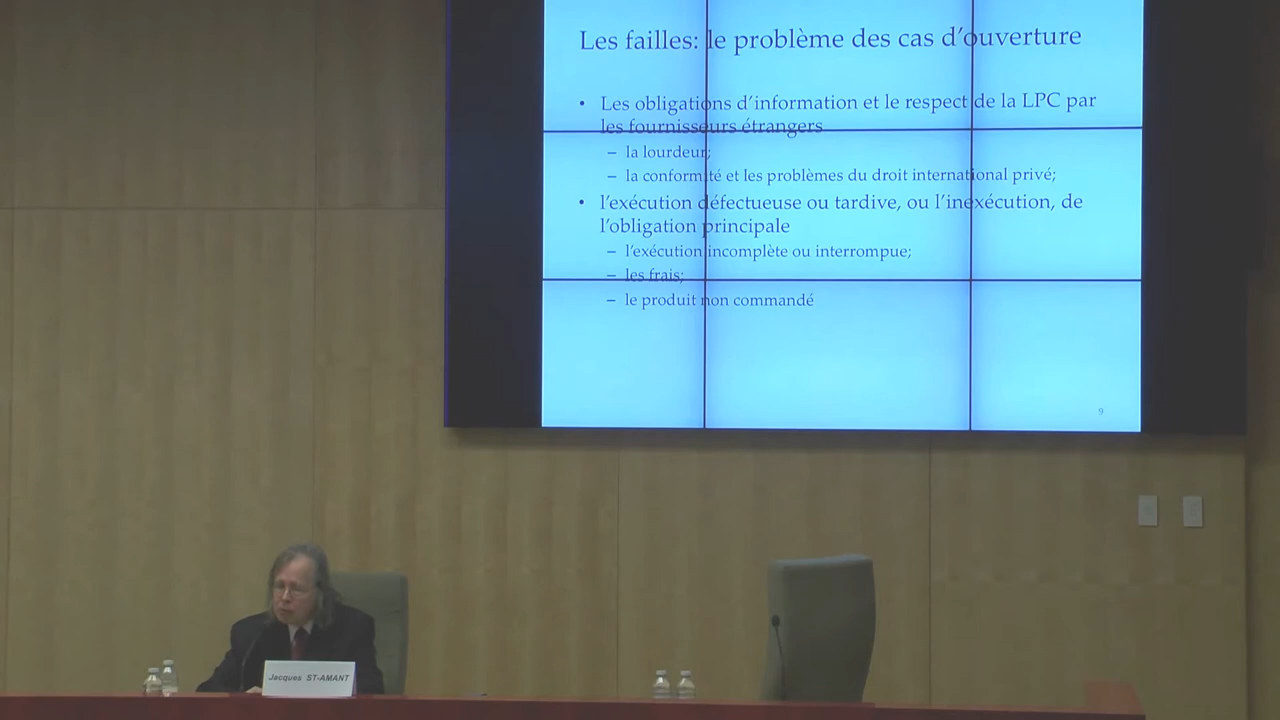 Les failles: le problème des cas d'ouverture
• Les obligations d'information et le respect de la LPC par
les fournisseurs étrangers
– la lourdeur;
– la conformité et les problèmes du droit international privé;
• l'exécution défectueuse ou tardive, ou l'inexécution, de
l'obligation principale
– l'exécution incomplète ou interrompue;
– les frais;
– le produit non commandé
9
Jacques ST-AMANT